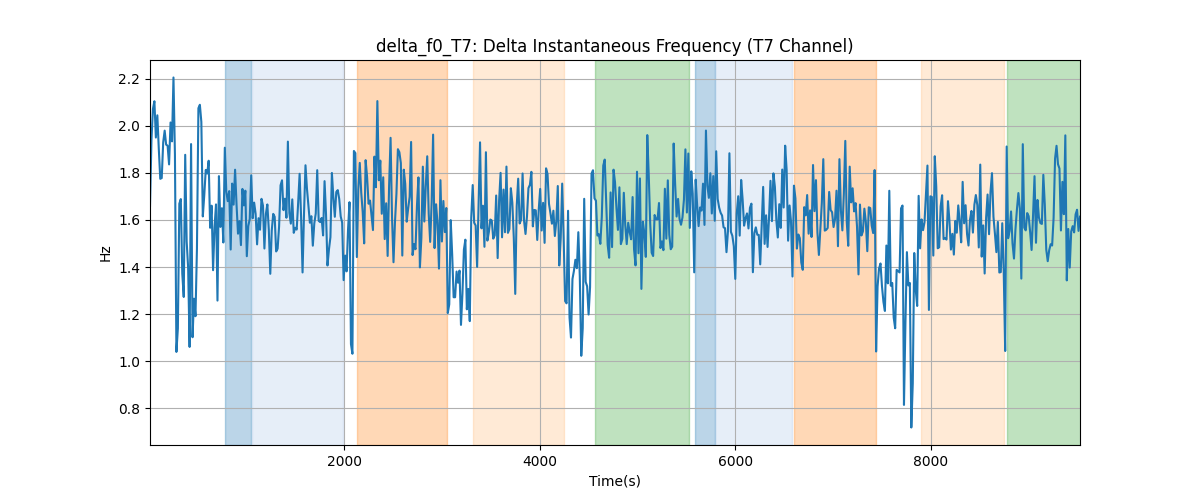 delta_f0_T7: Delta Instantaneous Frequency (T7 Channel)
Hz
2.2
2.0
1.8
1.6
1.4
1.2
1.0
0.8
2000 4000 6000 8000
Time(s)